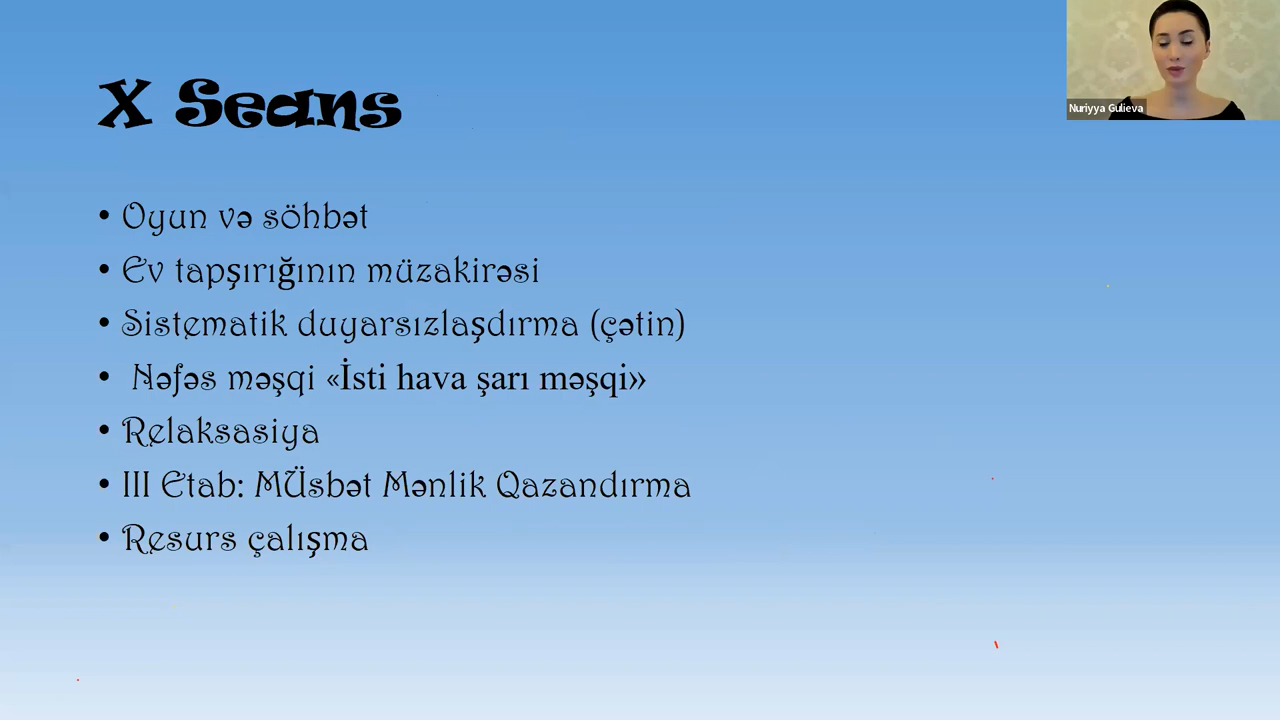 X Seans
Nuriyya Gulieva
• Oyun və söhbət
• Ev tapşırığının müzakirəsi
• Sistematik duyarsızlaşdırma (çətin)
• Nəfəs məşqi «İsti hava şarı məşqi»
• Relaksasiya
• III Etab: MÜsbət Mənlik Qazandırma
• Resurs çalışma